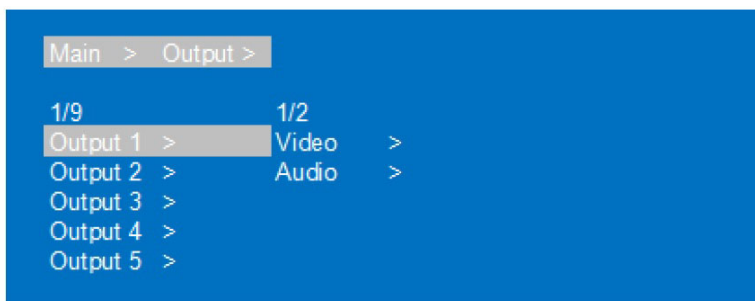 Main > Output >
1/9 1/2
Output 1 > Video >
Output 2 > Audio >
Output 3 >
Output 4 >
Output 5 >